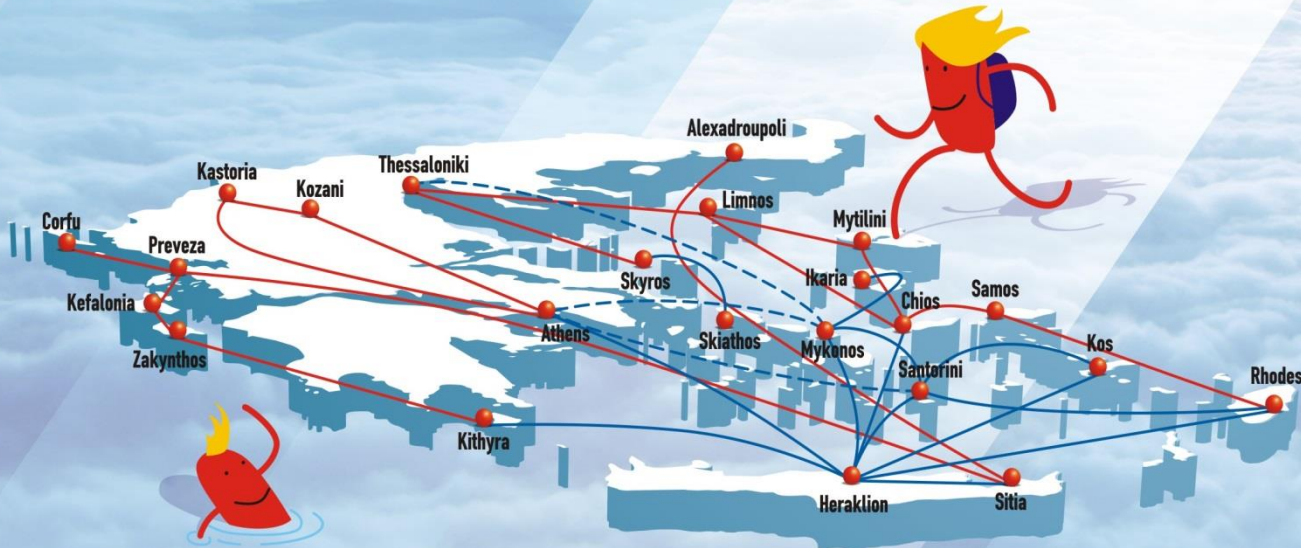 Alexadroupoli
Thessaloniki
Kastoria
Kozani
Limnos
Corfu
Mytilini
Preveza
Skyros
Ikaria
Samos
Kefalonia
Chios
Athens
Skiathos
Mykonos
Zakynthos
Kos
Santorini
Rhodes
Kithyra
Heraklion
Sitia